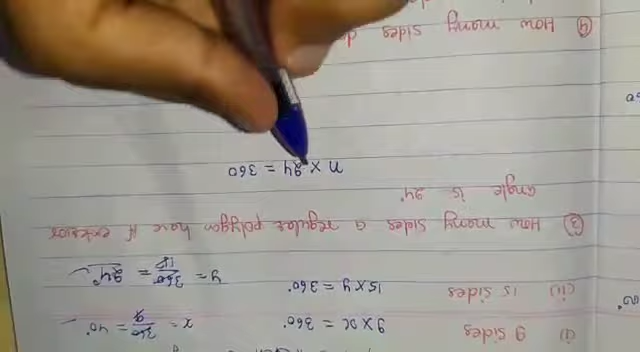 (i) 9 sides 9 × x = 360° x = 360/9 = 40°
(ii) 15 sides 15 × y = 360° y = 360/15 = 24°
③ How many sides a regular polygon have if exterior
angle is 24°
n × 24 = 360
④ How many sides d